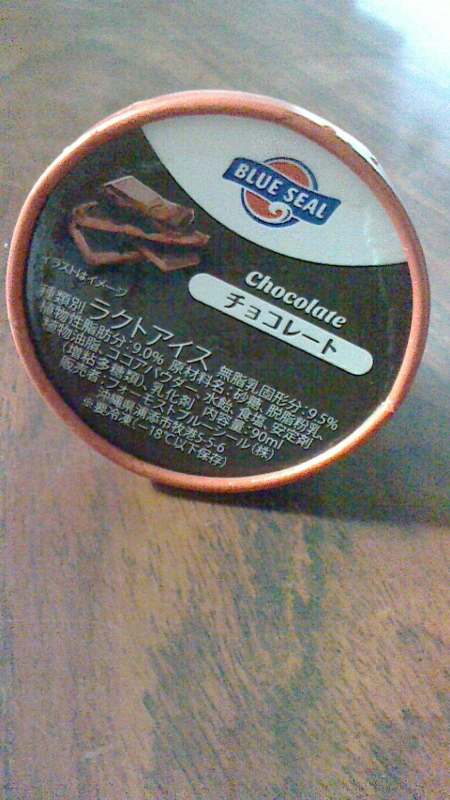 BLUE SEAL
Chocolate
チョコレート
イラストはイメージ
種類別 ラクトアイス 無脂乳固形分:9.5%
植物性脂肪分:9.0% 原材料名:砂糖、脱脂粉乳、
植物油脂、ココアパウダー、水飴、食塩、安定剤
(増粘多糖類)、乳化剤 内容量:90ml
販売者:フォーモストブルーシール(株)
沖縄県浦添市牧港5-5-6
※要冷凍(-18℃以下保存)